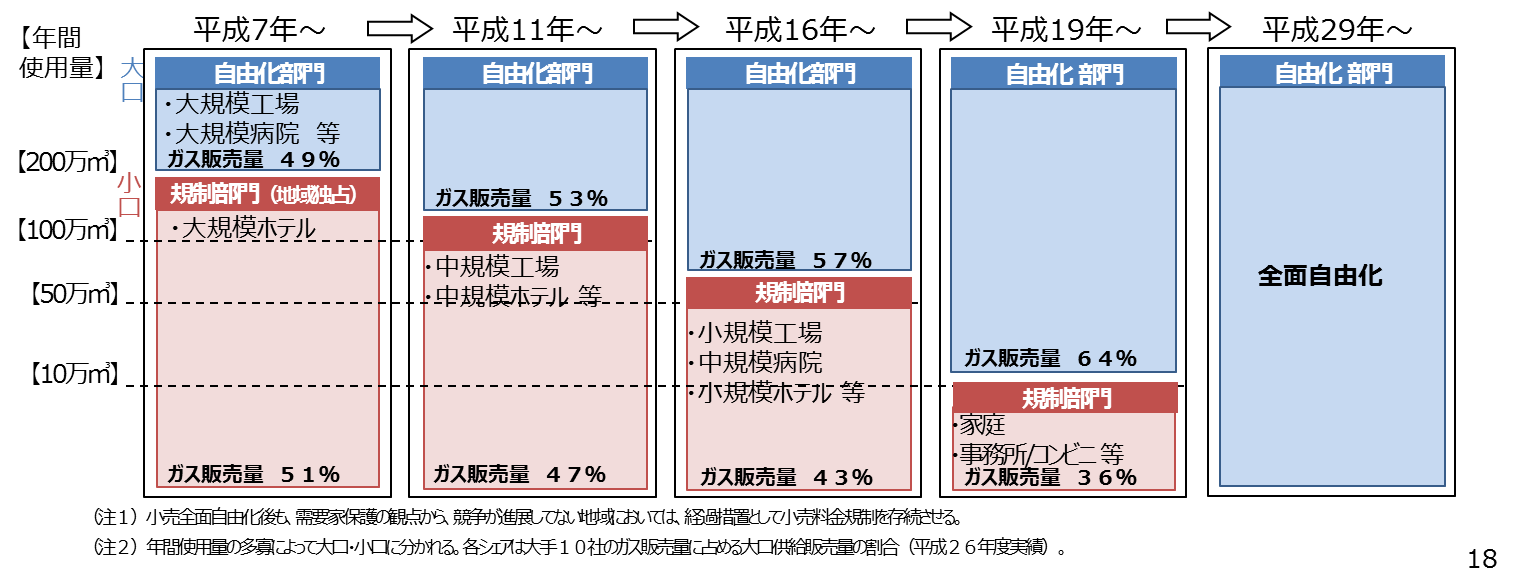 【年間
使用量】
大口
小口
【200万㎥】
【100万㎥】
【50万㎥】
【10万㎥】
平成7年～
自由化部門
・大規模工場
・大規模病院　等
ガス販売量　４９％
規制部門（地域独占）
・大規模ホテル
ガス販売量　５１％
平成11年～
自由化部門
ガス販売量　５３％
規制部門
・中規模工場
・中規模ホテル 等
ガス販売量　４７％
平成16年～
ガス販売量　５７％
規制部門
・小規模工場
・中規模病院
・小規模ホテル 等
ガス販売量　４３％
平成19年～
自由化 部門
ガス販売量　６４％
規制部門
・家庭
・事務所/コンビニ 等
ガス販売量　３６％
平成29年～
自由化 部門
全面自由化
（注１）小売全面自由化後も、需要家保護の観点から、競争が進展してない地域においては、経過措置として小売料金規制を存続させる。
（注２）年間使用量の多寡によって大口・小口に分かれる。各シェアは大手１０社のガス販売量に占める大口供給販売量の割合（平成２６年度実績）。
18